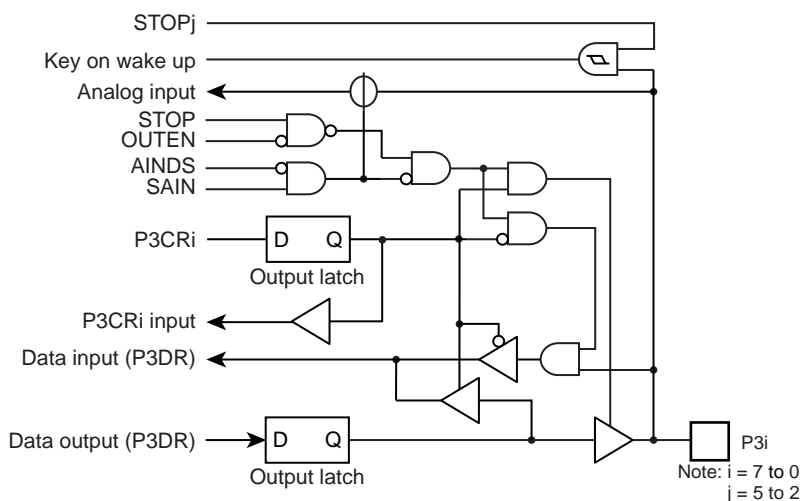 STOPj
Key on wake up
Analog input
STOP
OUTEN
AINDS
SAIN
P3CRi
D Q
Output latch
P3CRi input
Data input (P3DR)
Data output (P3DR)
D Q
Output latch
P3i
Note: i = 7 to 0
j = 5 to 2